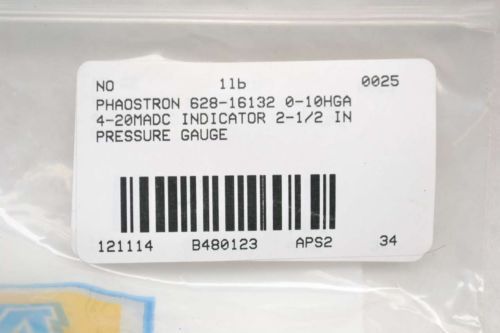 NO 1lb 0025
PHAOSTRON 628-16132 0-10HGA
4-20MADC INDICATOR 2-1/2 IN
PRESSURE GAUGE
121114 B480123 APS2 34